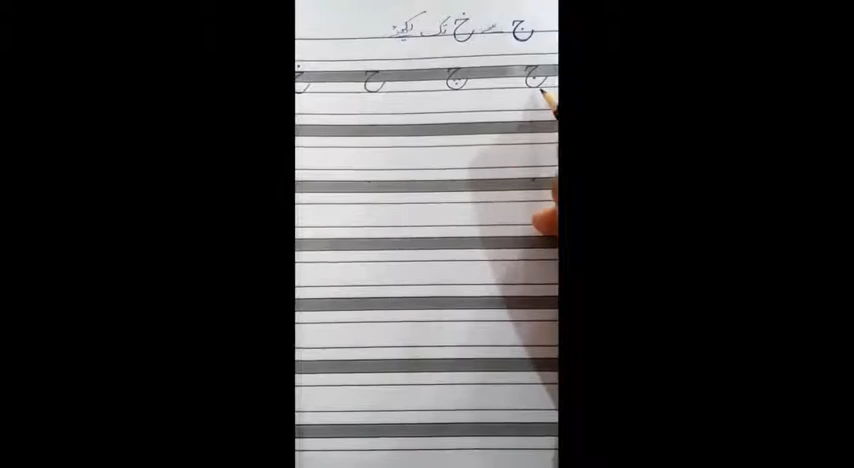 ج سے خ تک لکھیں
ج چ ح خ